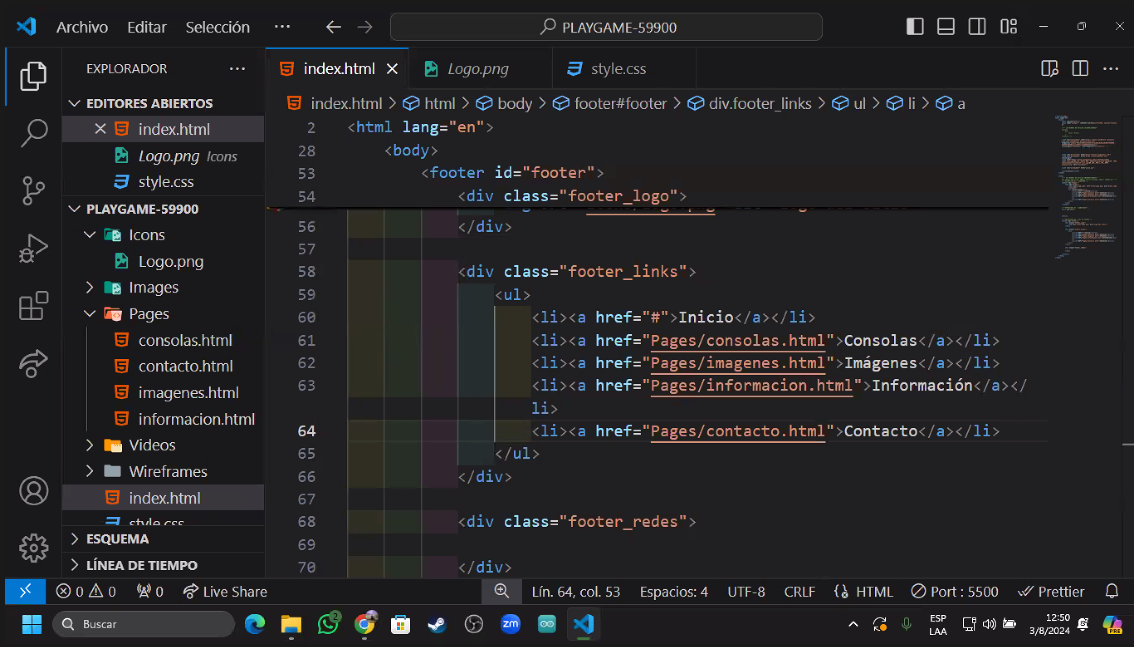 Archivo Editar Selección ··· PLAYGAME-59900
EXPLORADOR ···
EDITORES ABIERTOS
index.html
Logo.png Icons
style.css
PLAYGAME-59900
Icons
Logo.png
Images
Pages
consolas.html
contacto.html
imagenes.html
informacion.html
Videos
Wireframes
index.html
style.css
ESQUEMA
LÍNEA DE TIEMPO
index.html Logo.png style.css ···
index.html > html > body > footer#footer > div.footer_links > ul > li > a
2 <html lang="en">
28 <body>
53 <footer id="footer">
54 <div class="footer_logo">
56 </div>
57
58 <div class="footer_links">
59 <ul>
60 <li><a href="#">Inicio</a></li>
61 <li><a href="Pages/consolas.html">Consolas</a></li>
62 <li><a href="Pages/imagenes.html">Imágenes</a></li>
63 <li><a href="Pages/informacion.html">Información</a></
li>
64 <li><a href="Pages/contacto.html">Contacto</a></li>
65 </ul>
66 </div>
67
68 <div class="footer_redes">
69
70 </div>
0 0 0 Live Share Lín. 64, col. 53 Espacios: 4 UTF-8 CRLF HTML Port : 5500 Prettier
Buscar 2 zm ESP 12:50
LAA 3/8/2024 PRE